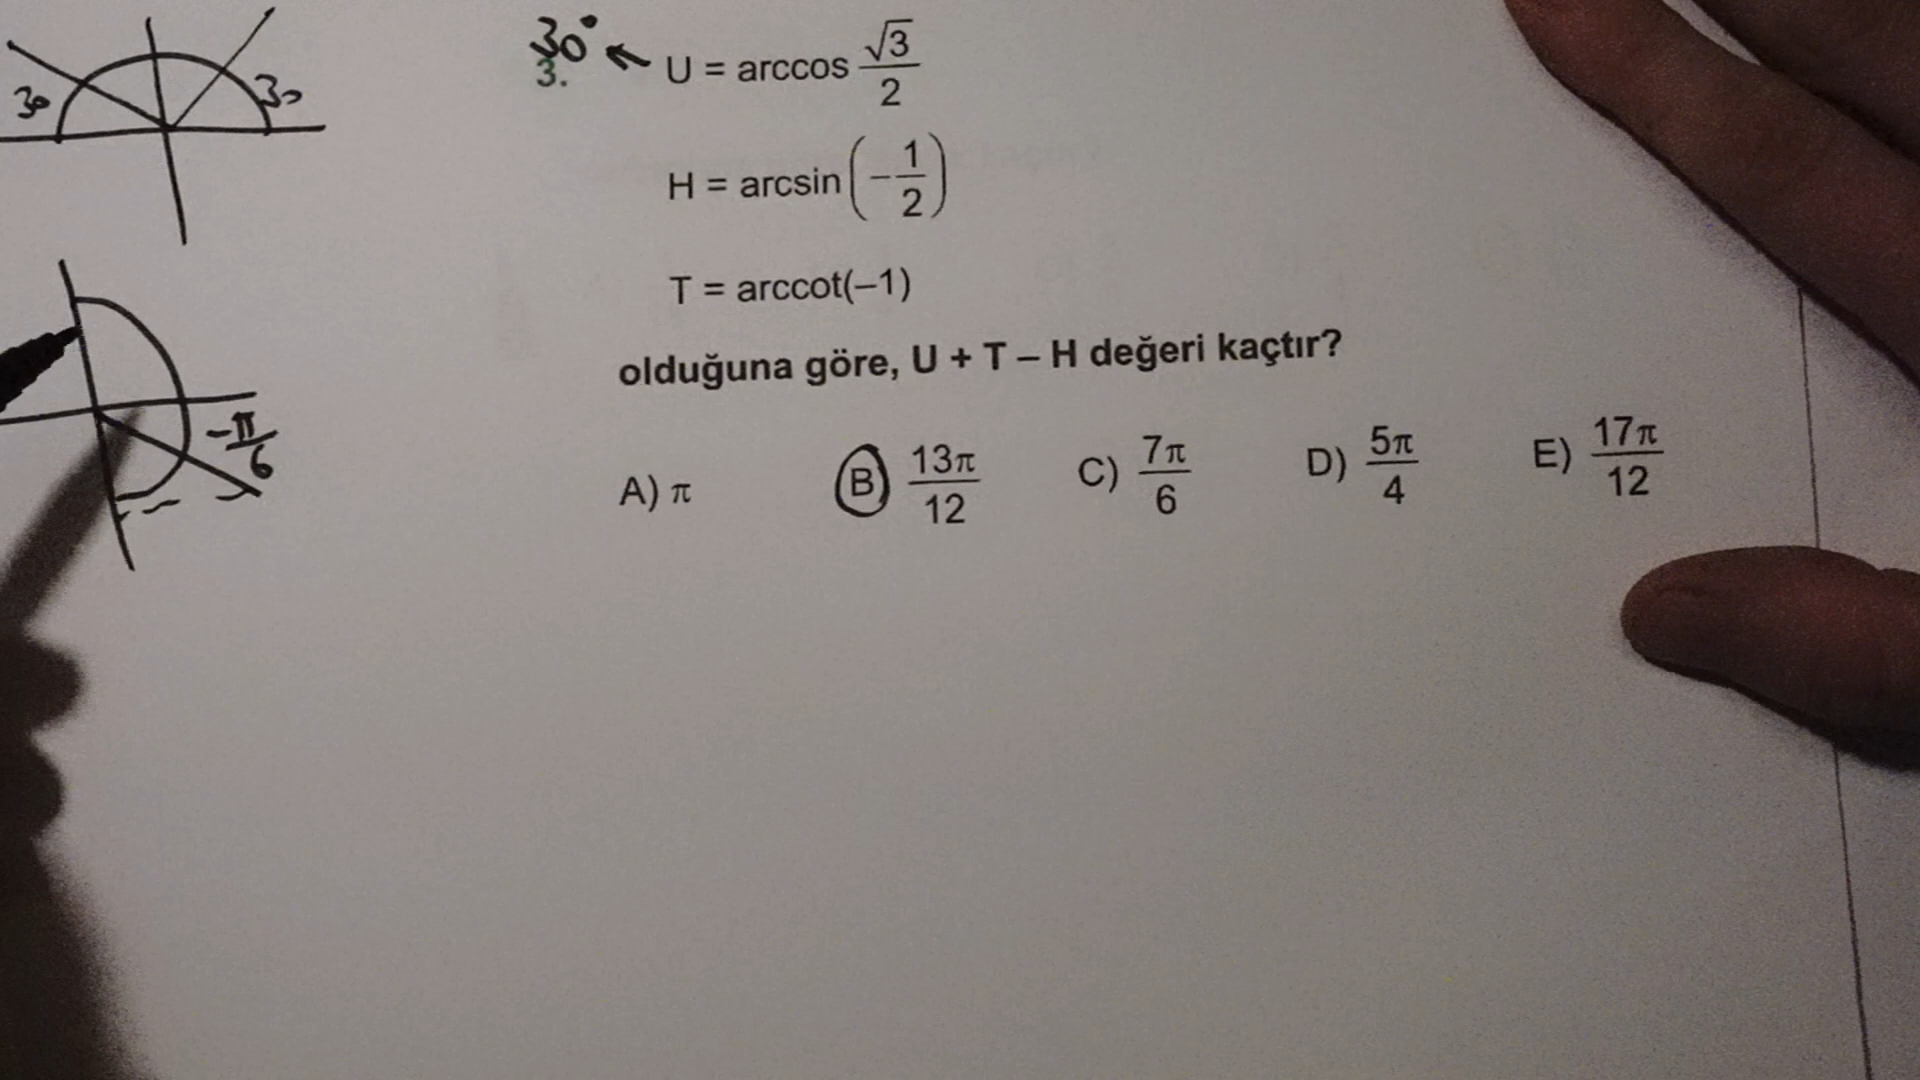 30 30
-π/6
30°
3.
U = arccos √3/2
H = arcsin(-1/2)
T = arccot(–1)
olduğuna göre, U + T – H değeri kaçtır?
A) π B) 13π/12 C) 7π/6 D) 5π/4 E) 17π/12